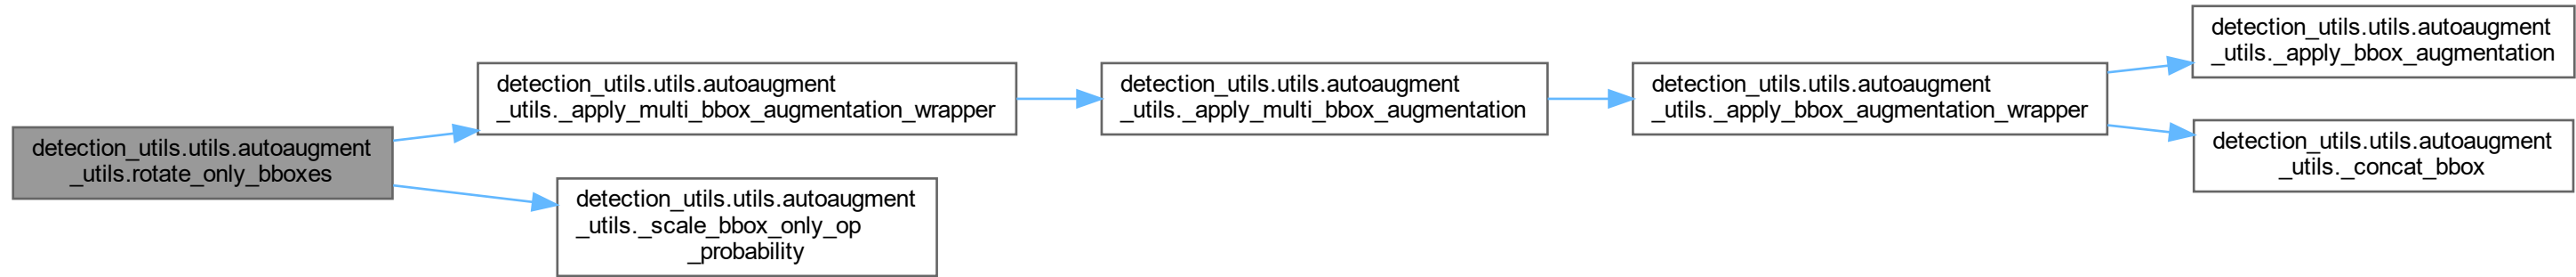 detection_utils.utils.autoaugment
_utils.rotate_only_bboxes
detection_utils.utils.autoaugment
_utils._apply_multi_bbox_augmentation_wrapper
detection_utils.utils.autoaugment
_utils._apply_multi_bbox_augmentation
detection_utils.utils.autoaugment
_utils._apply_bbox_augmentation_wrapper
detection_utils.utils.autoaugment
_utils._apply_bbox_augmentation
detection_utils.utils.autoaugment
_utils._concat_bbox
detection_utils.utils.autoaugment
_utils._scale_bbox_only_op
_probability